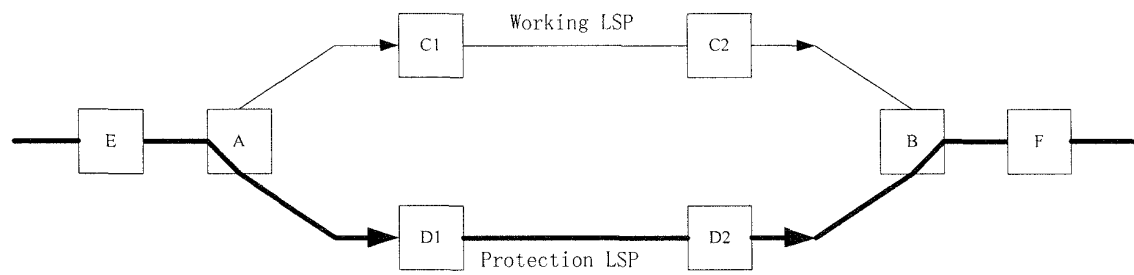 Working LSP
C1
C2
E
A
B
F
D1
D2
Protection LSP